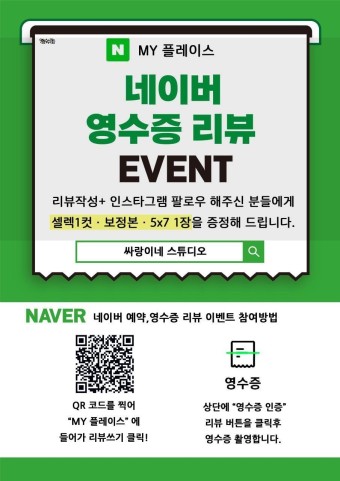 영수증
N MY 플레이스
네이버
영수증 리뷰
EVENT
리뷰작성+ 인스타그램 팔로우 해주신 분들에게
셀렉1컷 · 보정본 · 5x7 1장을 증정해 드립니다.
싸랑이네 스튜디오
NAVER 네이버 예약,영수증 리뷰 이벤트 참여방법
QR 코드를 찍어
“MY 플레이스” 에
들어가 리뷰쓰기 클릭!
영수증
상단에 “영수증 인증”
리뷰 버튼을 클릭후
영수증 촬영합니다.